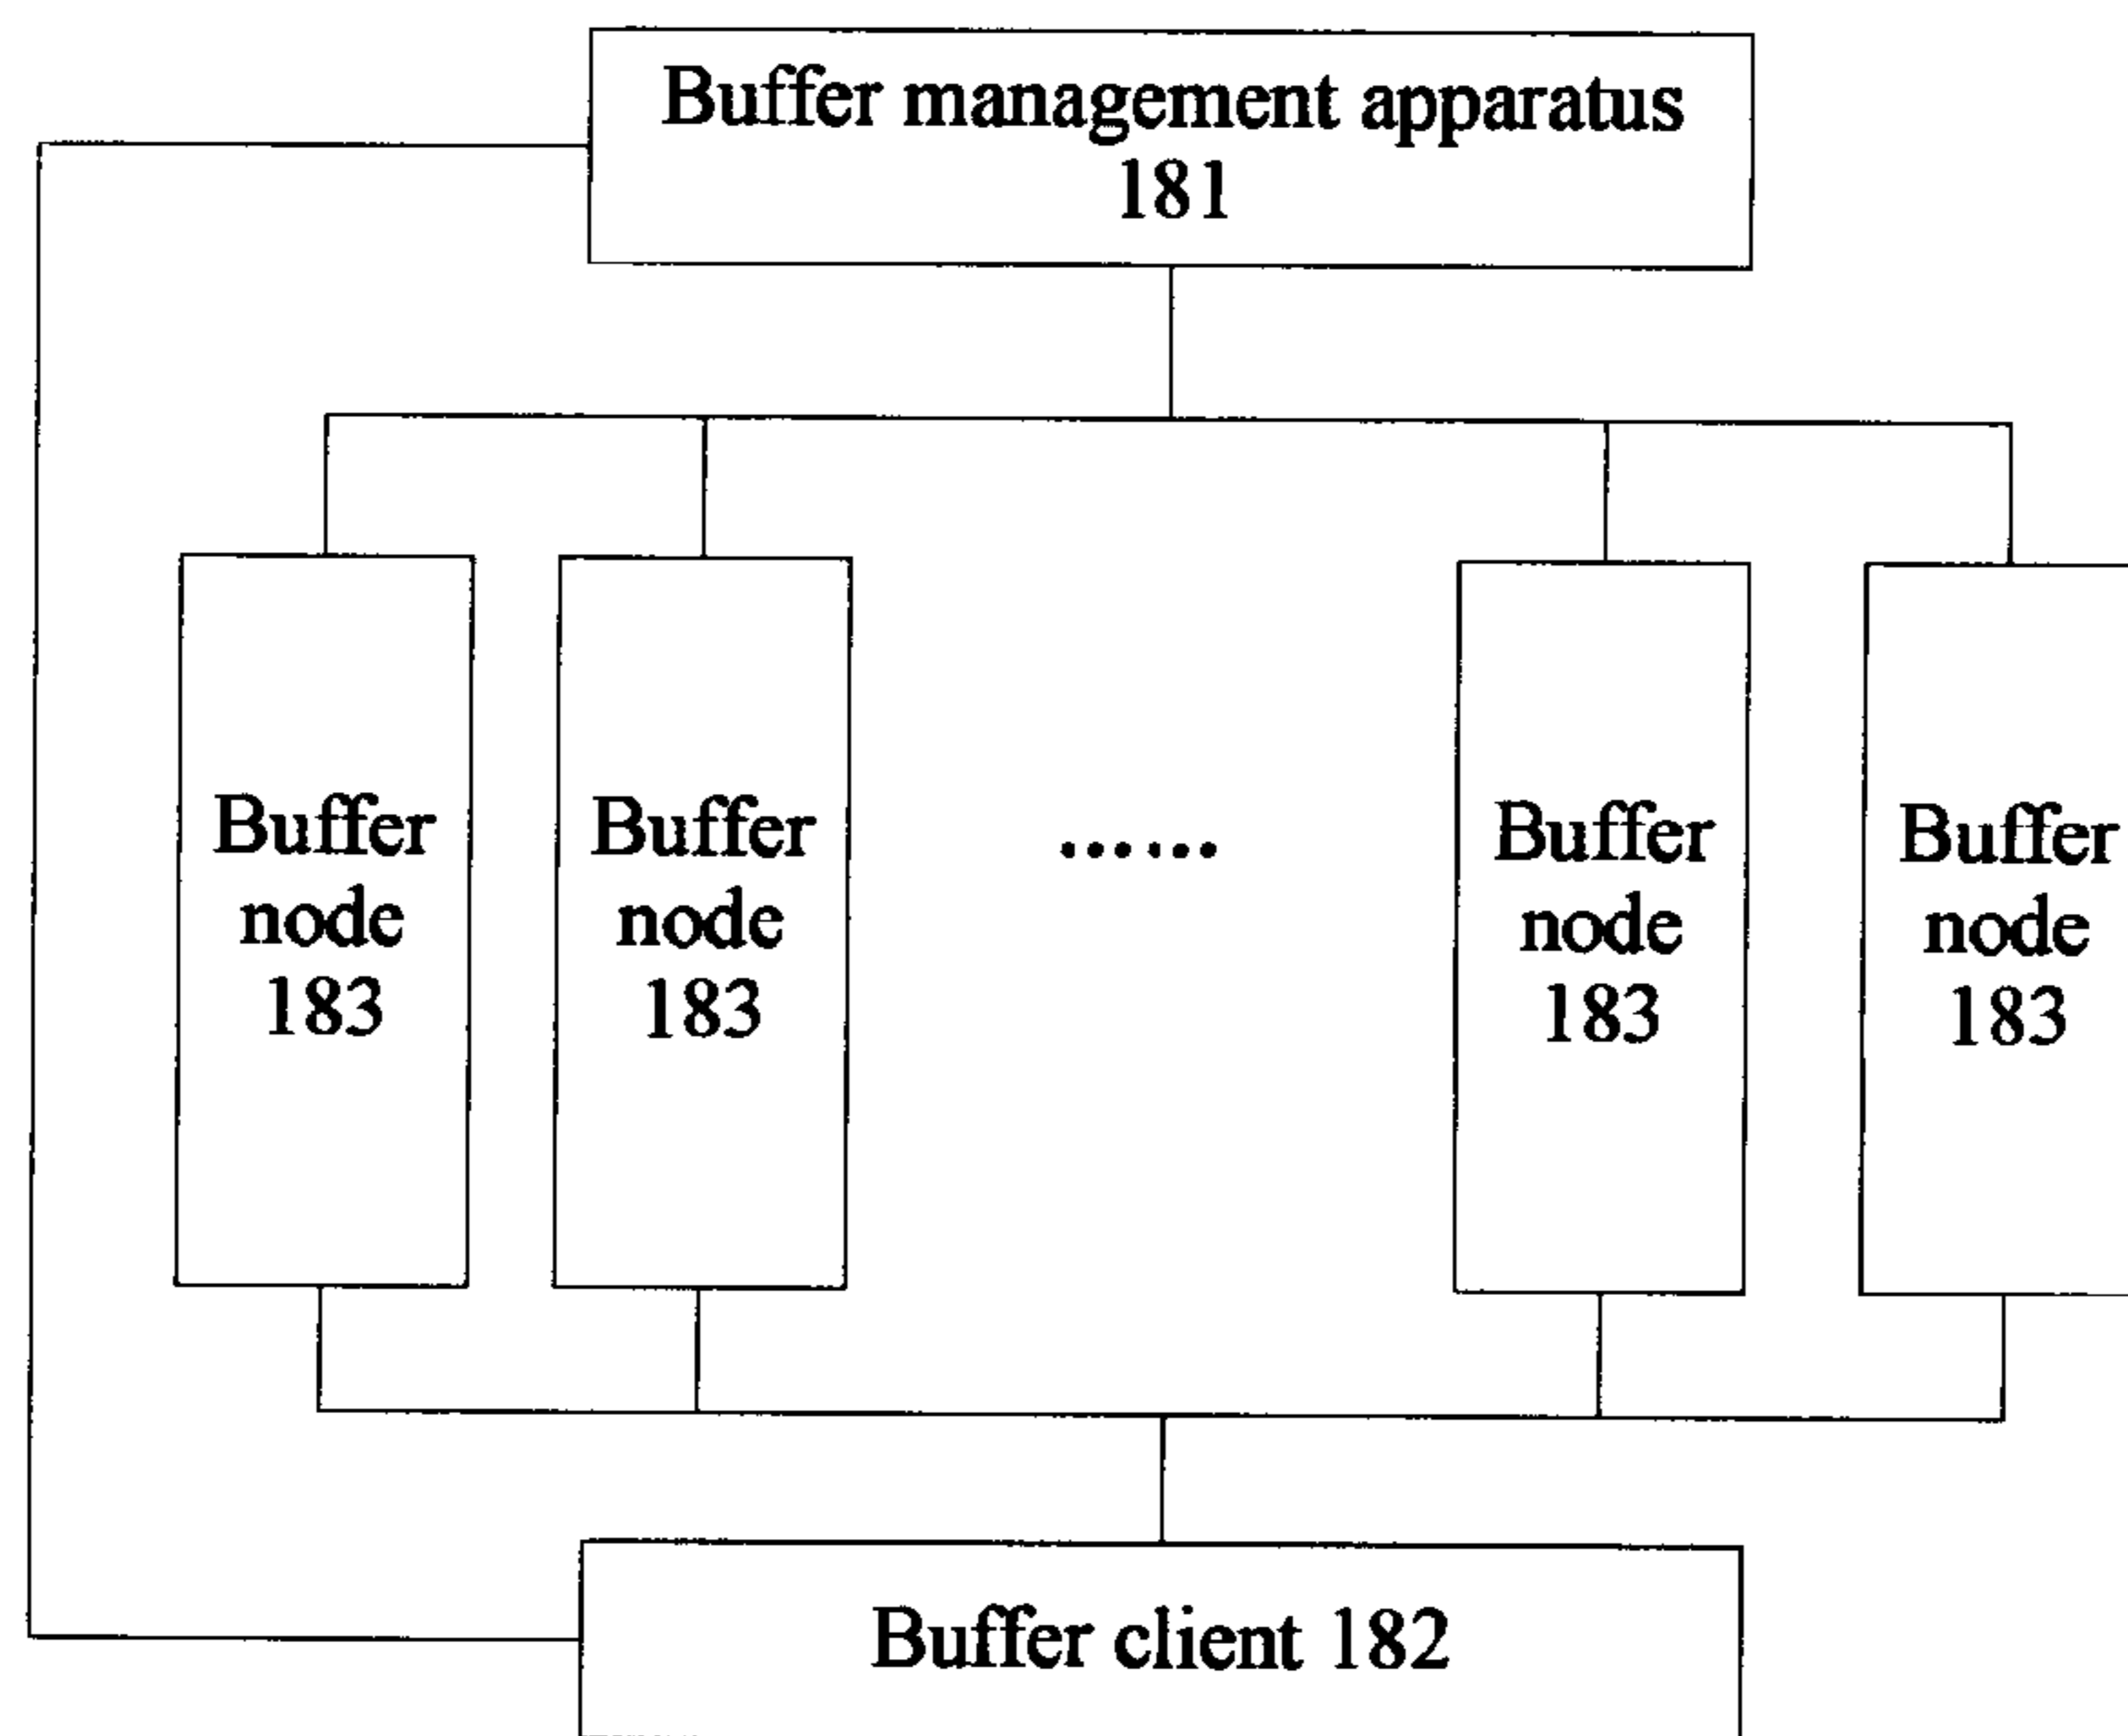 Buffer management apparatus
181
Buffer
node
183
Buffer
node
183
......
Buffer
node
183
Buffer
node
183
Buffer client 182